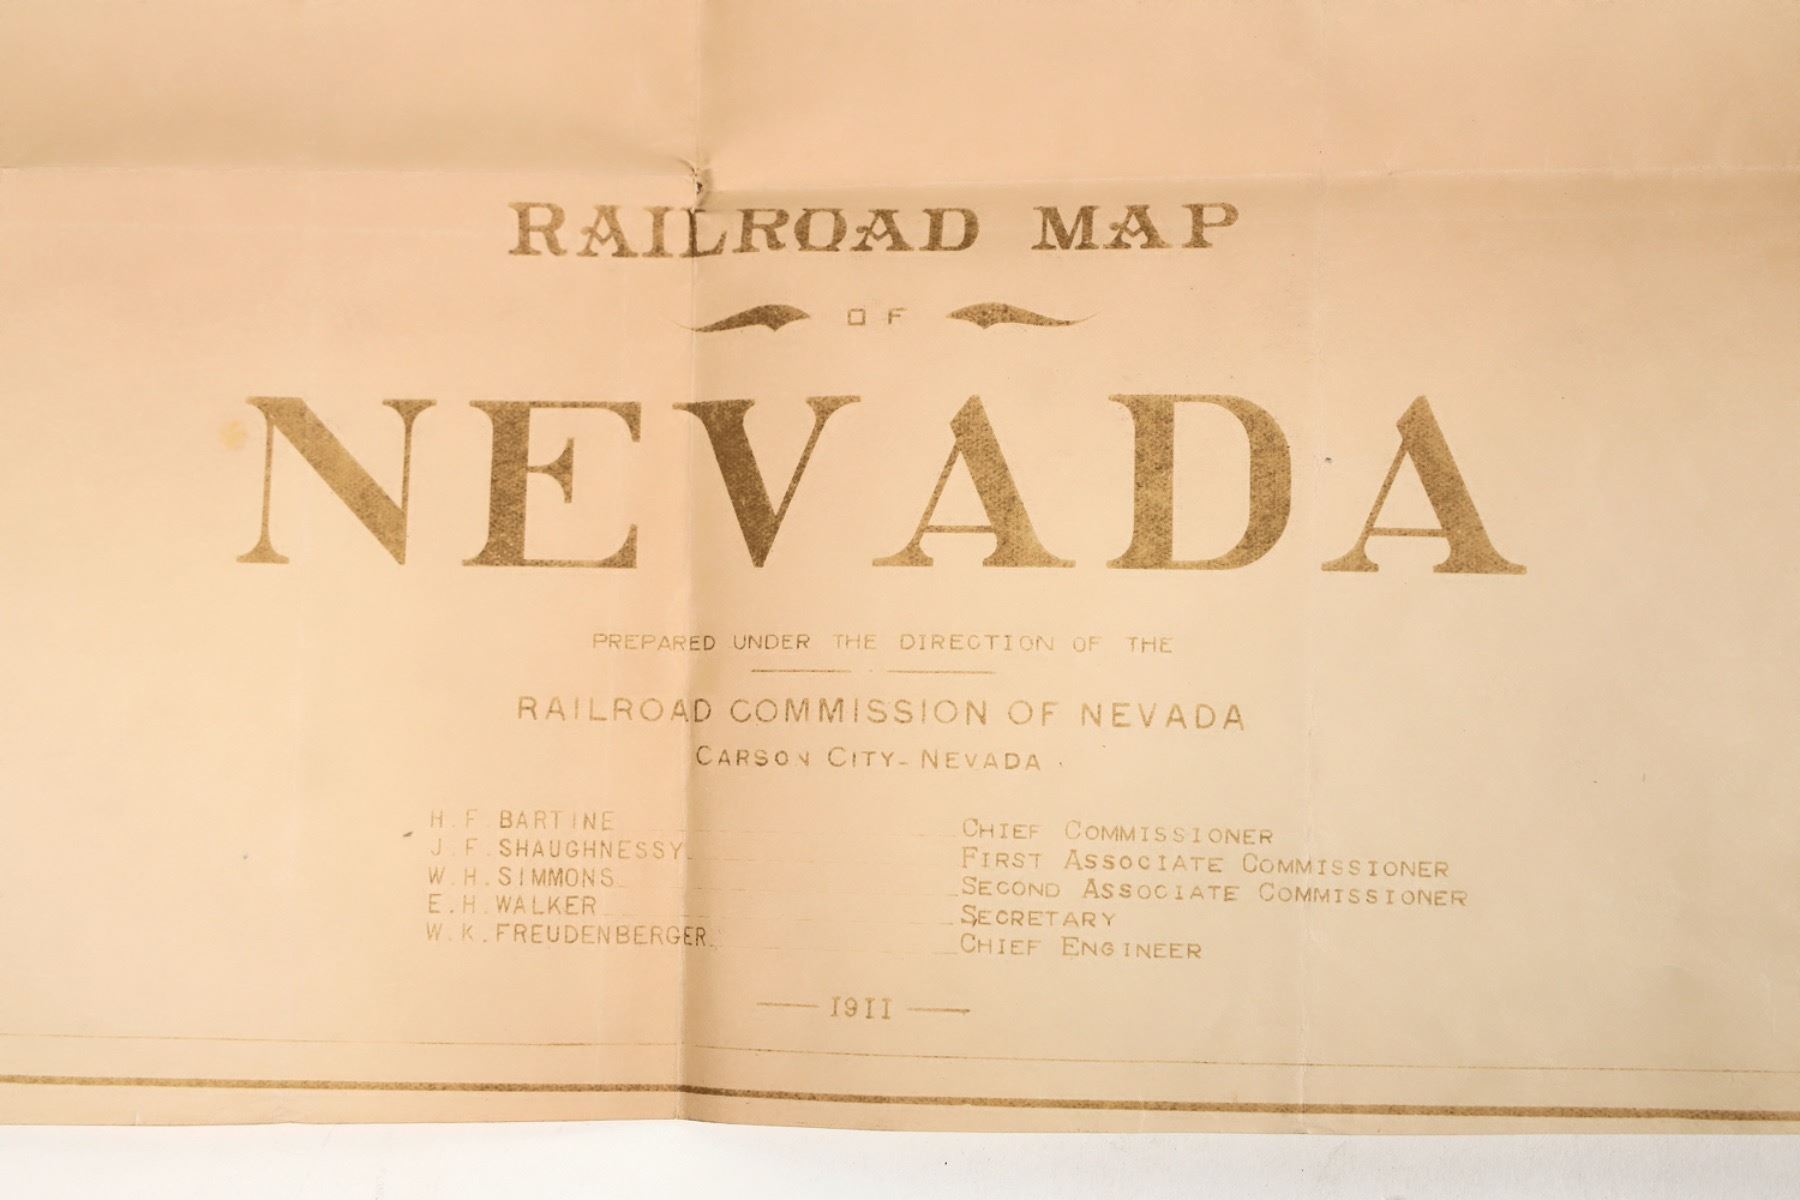 RAILROAD MAP
OF
NEVADA
PREPARED UNDER THE DIRECTION OF THE
RAILROAD COMMISSION OF NEVADA
CARSON CITY - NEVADA
H. F. BARTINE CHIEF COMMISSIONER
J. F. SHAUGHNESSY FIRST ASSOCIATE COMMISSIONER
W. H. SIMMONS SECOND ASSOCIATE COMMISSIONER
E. H. WALKER SECRETARY
W. K. FREUDENBERGER CHIEF ENGINEER
1911